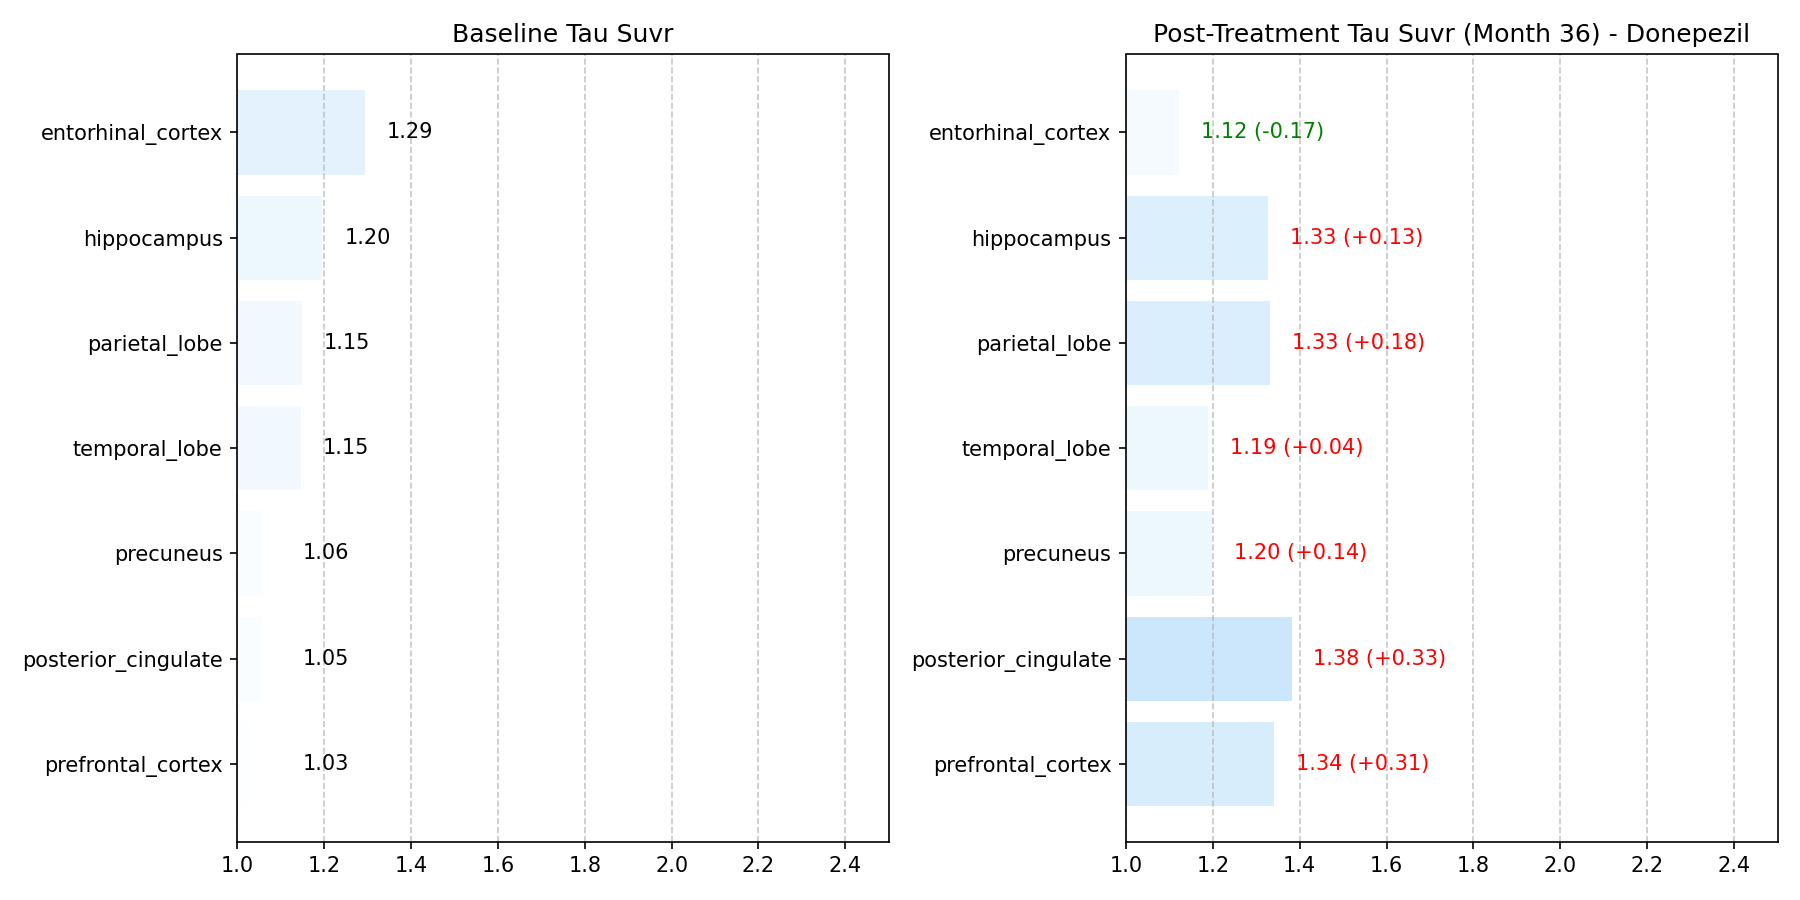 Baseline Tau Suvr
entorhinal_cortex 1.29
hippocampus 1.20
parietal_lobe 1.15
temporal_lobe 1.15
precuneus 1.06
posterior_cingulate 1.05
prefrontal_cortex 1.03
1.0 1.2 1.4 1.6 1.8 2.0 2.2 2.4
Post-Treatment Tau Suvr (Month 36) - Donepezil
entorhinal_cortex 1.12 (-0.17)
hippocampus 1.33 (+0.13)
parietal_lobe 1.33 (+0.18)
temporal_lobe 1.19 (+0.04)
precuneus 1.20 (+0.14)
posterior_cingulate 1.38 (+0.33)
prefrontal_cortex 1.34 (+0.31)
1.0 1.2 1.4 1.6 1.8 2.0 2.2 2.4